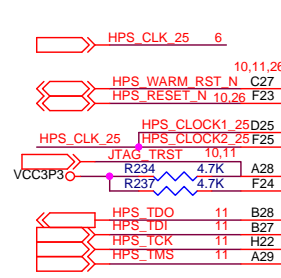 HPS_CLK_25 6
10,11,26
HPS_WARM_RST_N C27
HPS_RESET_N 10,26 F23
HPS_CLOCK1_25 D25
HPS_CLK_25 HPS_CLOCK2_25 F25
JTAG_TRST 10,11
R234 4.7K A28
VCC3P3
R237 4.7K F24
HPS_TDO 11 B28
HPS_TDI 11 B27
HPS_TCK 11 H22
HPS_TMS 11 A29